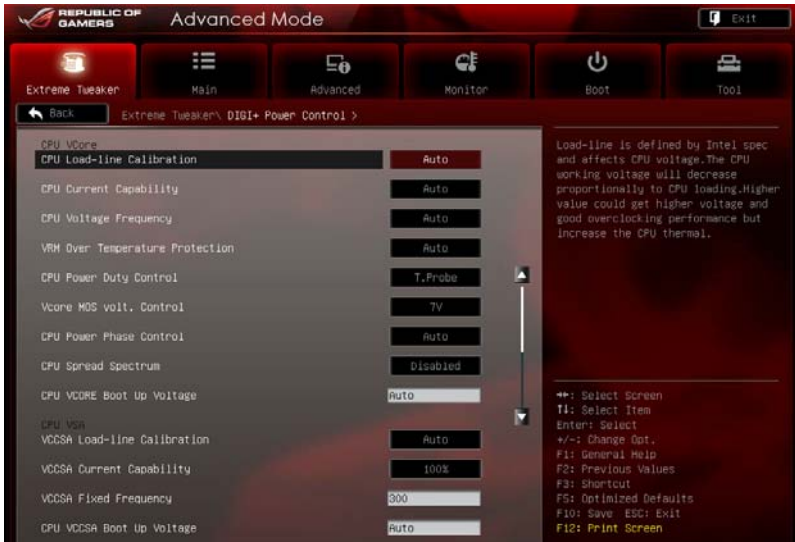 REPUBLIC OF GAMERS
Advanced Mode
Exit
Extreme Tweaker
Main
Advanced
Monitor
Boot
Tool
Back
Extreme Tweaker\ DIGI+ Power Control >
CPU VCore
CPU Load-line Calibration Auto
CPU Current Capability Auto
CPU Voltage Frequency Auto
VRM Over Temperature Protection Auto
CPU Power Duty Control T.Probe
Vcore MOS volt. Control 7V
CPU Power Phase Control Auto
CPU Spread Spectrum Disabled
CPU VCORE Boot Up Voltage Auto
CPU VSA
VCCSA Load-line Calibration Auto
VCCSA Current Capability 100%
VCCSA Fixed Frequency 300
CPU VCCSA Boot Up Voltage Auto
Load-line is defined by Intel spec
and affects CPU voltage.The CPU
working voltage will decrease
proportionally to CPU loading.Higher
value could get higher voltage and
good overclocking performance but
increase the CPU thermal.
→←: Select Screen
↑↓: Select Item
Enter: Select
+/-: Change Opt.
F1: General Help
F2: Previous Values
F3: Shortcut
F5: Optimized Defaults
F10: Save ESC: Exit
F12: Print Screen